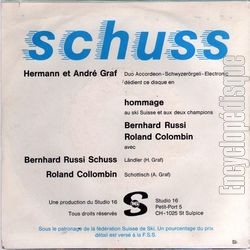 schuss
Hermann et André Graf Duo Accordeon - Schwyzerörgeli - Electronic
dédient ce disque en
hommage
au ski Suisse et aux deux champions
Bernhard Russi
Roland Colombin
avec
Bernhard Russi Schuss Ländler (H. Graf)
Roland Collombin Schottisch (A. Graf)
Une production du Studio 16
Tous droits réservés
S
Studio 16
Petit-Port 5
CH-1025 St Sulpice
Sous le patronage de la fédération Suisse de Ski. Un pourcentage du prix
détail est versé à la F.S.S.